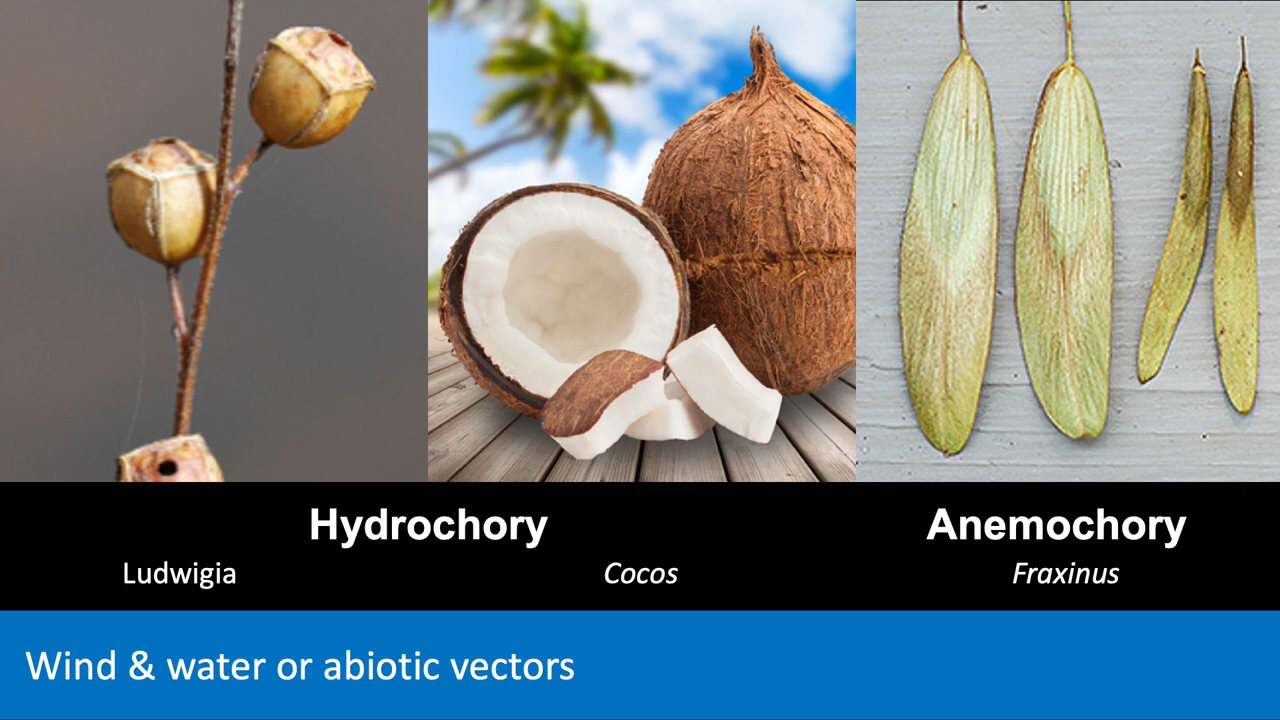 Hydrochory
Anemochory
Ludwigia
Cocos
Fraxinus
Wind & water or abiotic vectors